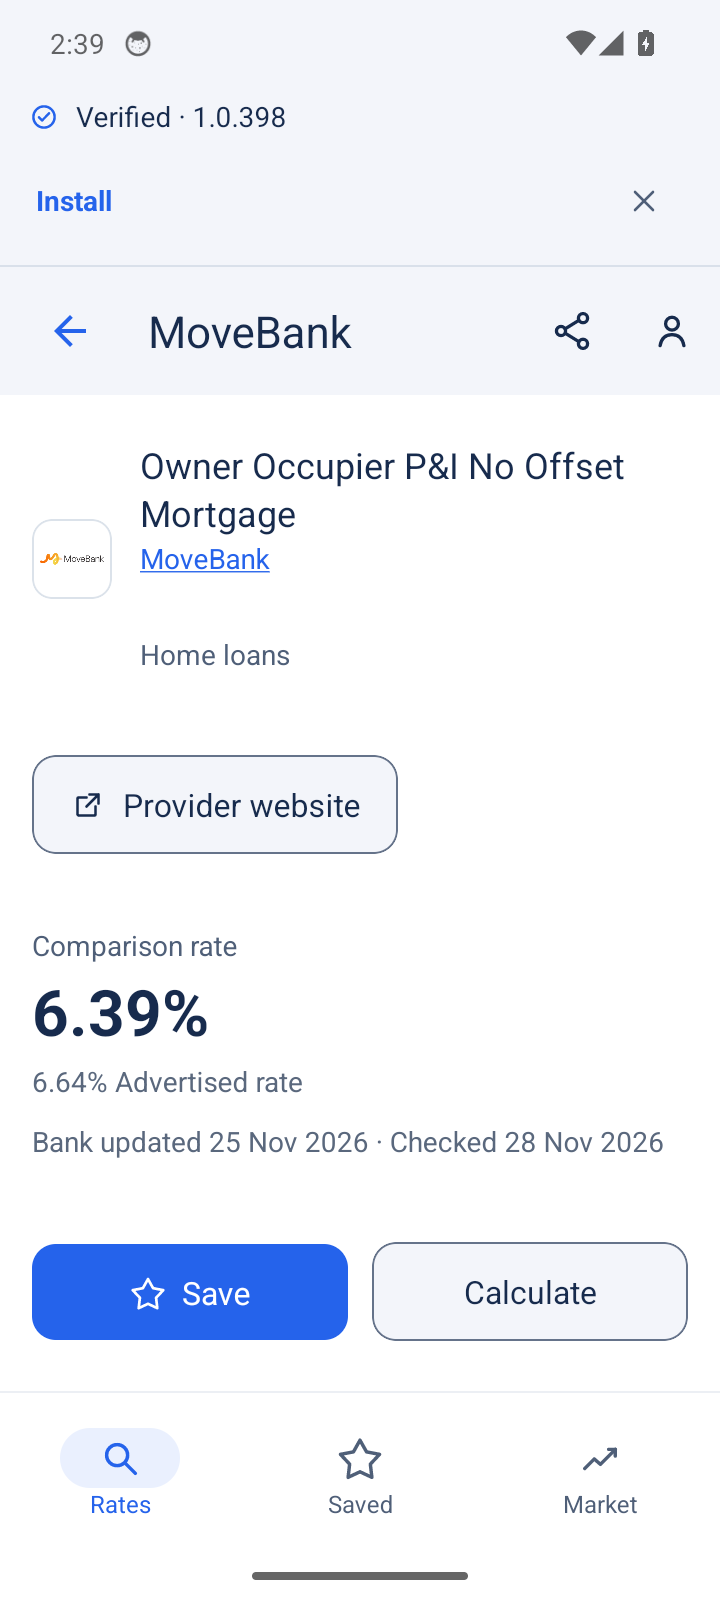 2:39
Verified · 1.0.398
Install
MoveBank
Owner Occupier P&I No Offset
Mortgage
MoveBank
MoveBank
Home loans
Provider website
Comparison rate
6.39%
6.64% Advertised rate
Bank updated 25 Nov 2026 · Checked 28 Nov 2026
Save
Calculate
Rates
Saved
Market